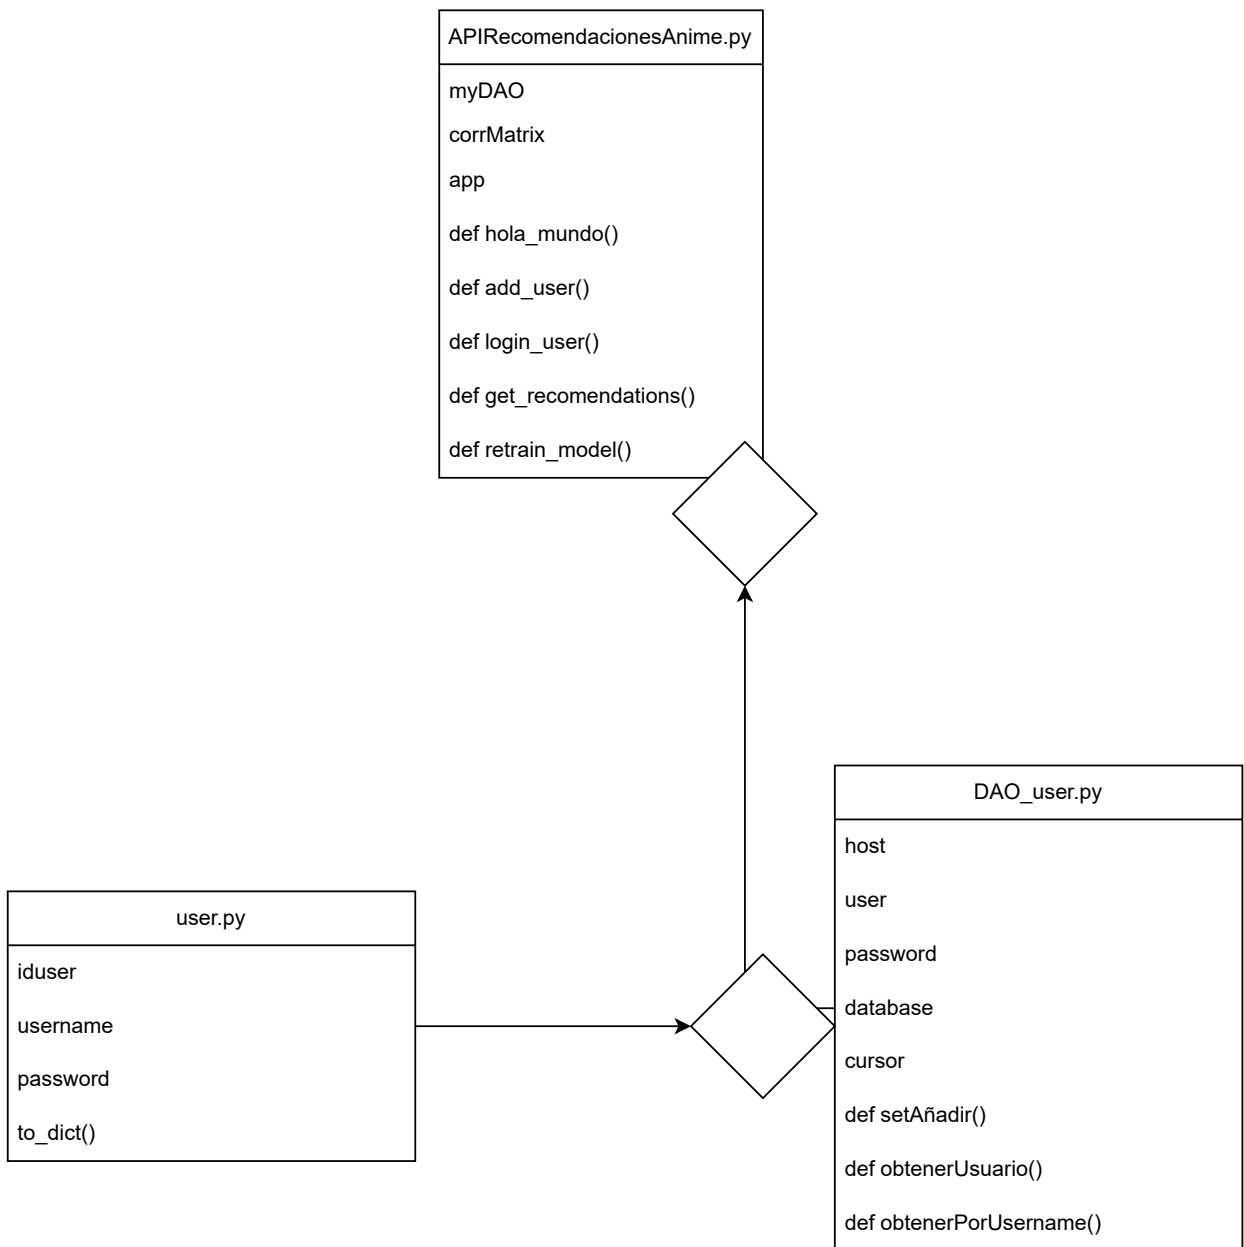 APIRecomendacionesAnime.py
myDAO
corrMatrix
app
def hola_mundo()
def add_user()
def login_user()
def get_recomendations()
def retrain_model()
user.py
iduser
username
password
to_dict()
DAO_user.py
host
user
password
database
cursor
def setAñadir()
def obtenerUsuario()
def obtenerPorUsername()